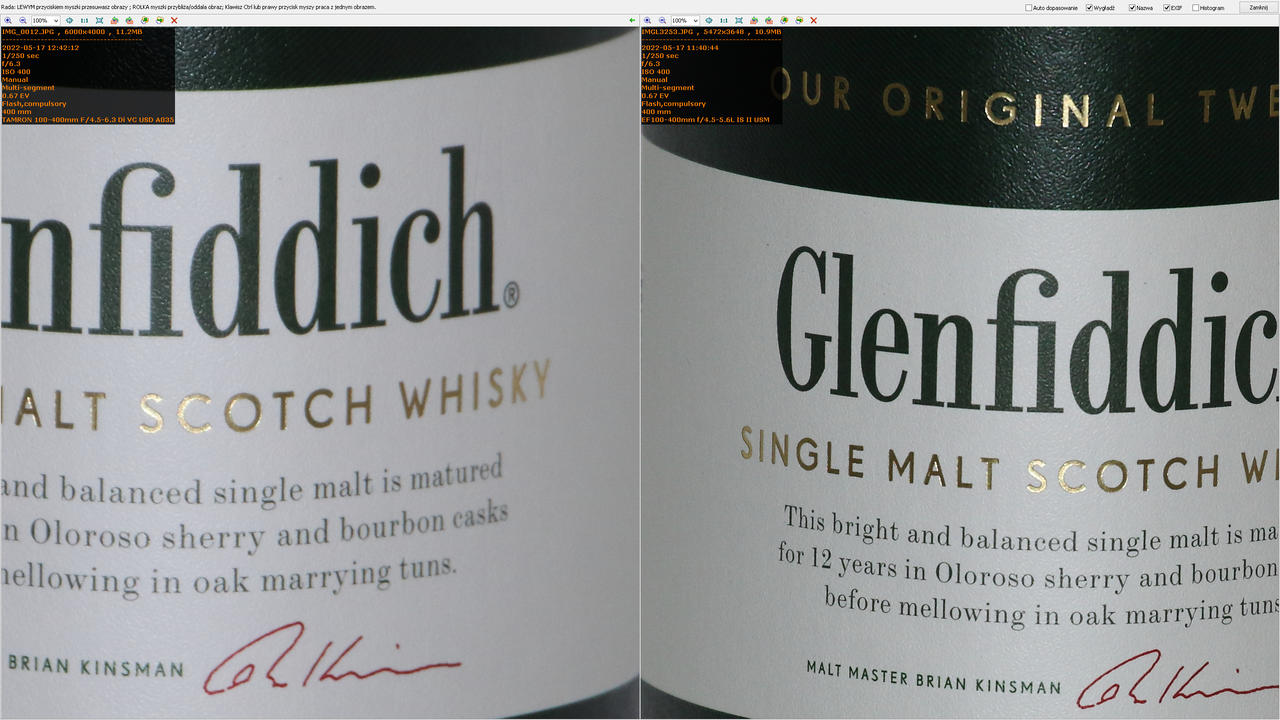 Rada: LEWYM przyciskiem myszki przesuwasz obrazy ; ROLKA myszki przybliża/oddala obraz; Klawisz Ctrl lub prawy przycisk myszy praca z jednym obrazem.
Auto dopasowanie
Wygładź
Nazwa
EXIF
Histogram
Zamknij
100%
1:1
100%
1:1
IMG_0012.JPG , 6000x4000 , 11.2MB
2022-05-17 12:42:12
1/250 sec
f/6.3
ISO 400
Manual
Multi-segment
0.67 EV
Flash,compulsory
400 mm
TAMRON 100-400mm F/4.5-6.3 Di VC USD A035
nfiddich®
MALT SCOTCH WHISKY
and balanced single malt is matured
n Oloroso sherry and bourbon casks
mellowing in oak marrying tuns.
BRIAN KINSMAN
IMGL3253.JPG , 5472x3648 , 10.9MB
2022-05-17 11:40:44
1/250 sec
f/6.3
ISO 400
Manual
Multi-segment
0.67 EV
Flash,compulsory
400 mm
EF100-400mm f/4.5-5.6L IS II USM
OUR ORIGINAL TWE
Glenfiddic
SINGLE MALT SCOTCH WI
This bright and balanced single malt is ma
for 12 years in Oloroso sherry and bourbon
before mellowing in oak marrying tuns
MALT MASTER BRIAN KINSMAN